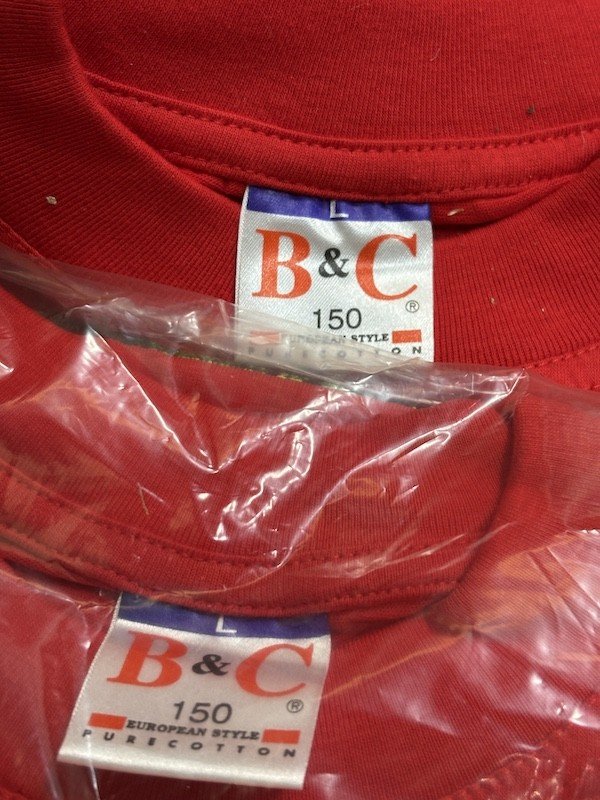 L
B & C
®
150
EUROPEAN STYLE
PURECOTTON
L
B & C
®
150
EUROPEAN STYLE
PURECOTTON